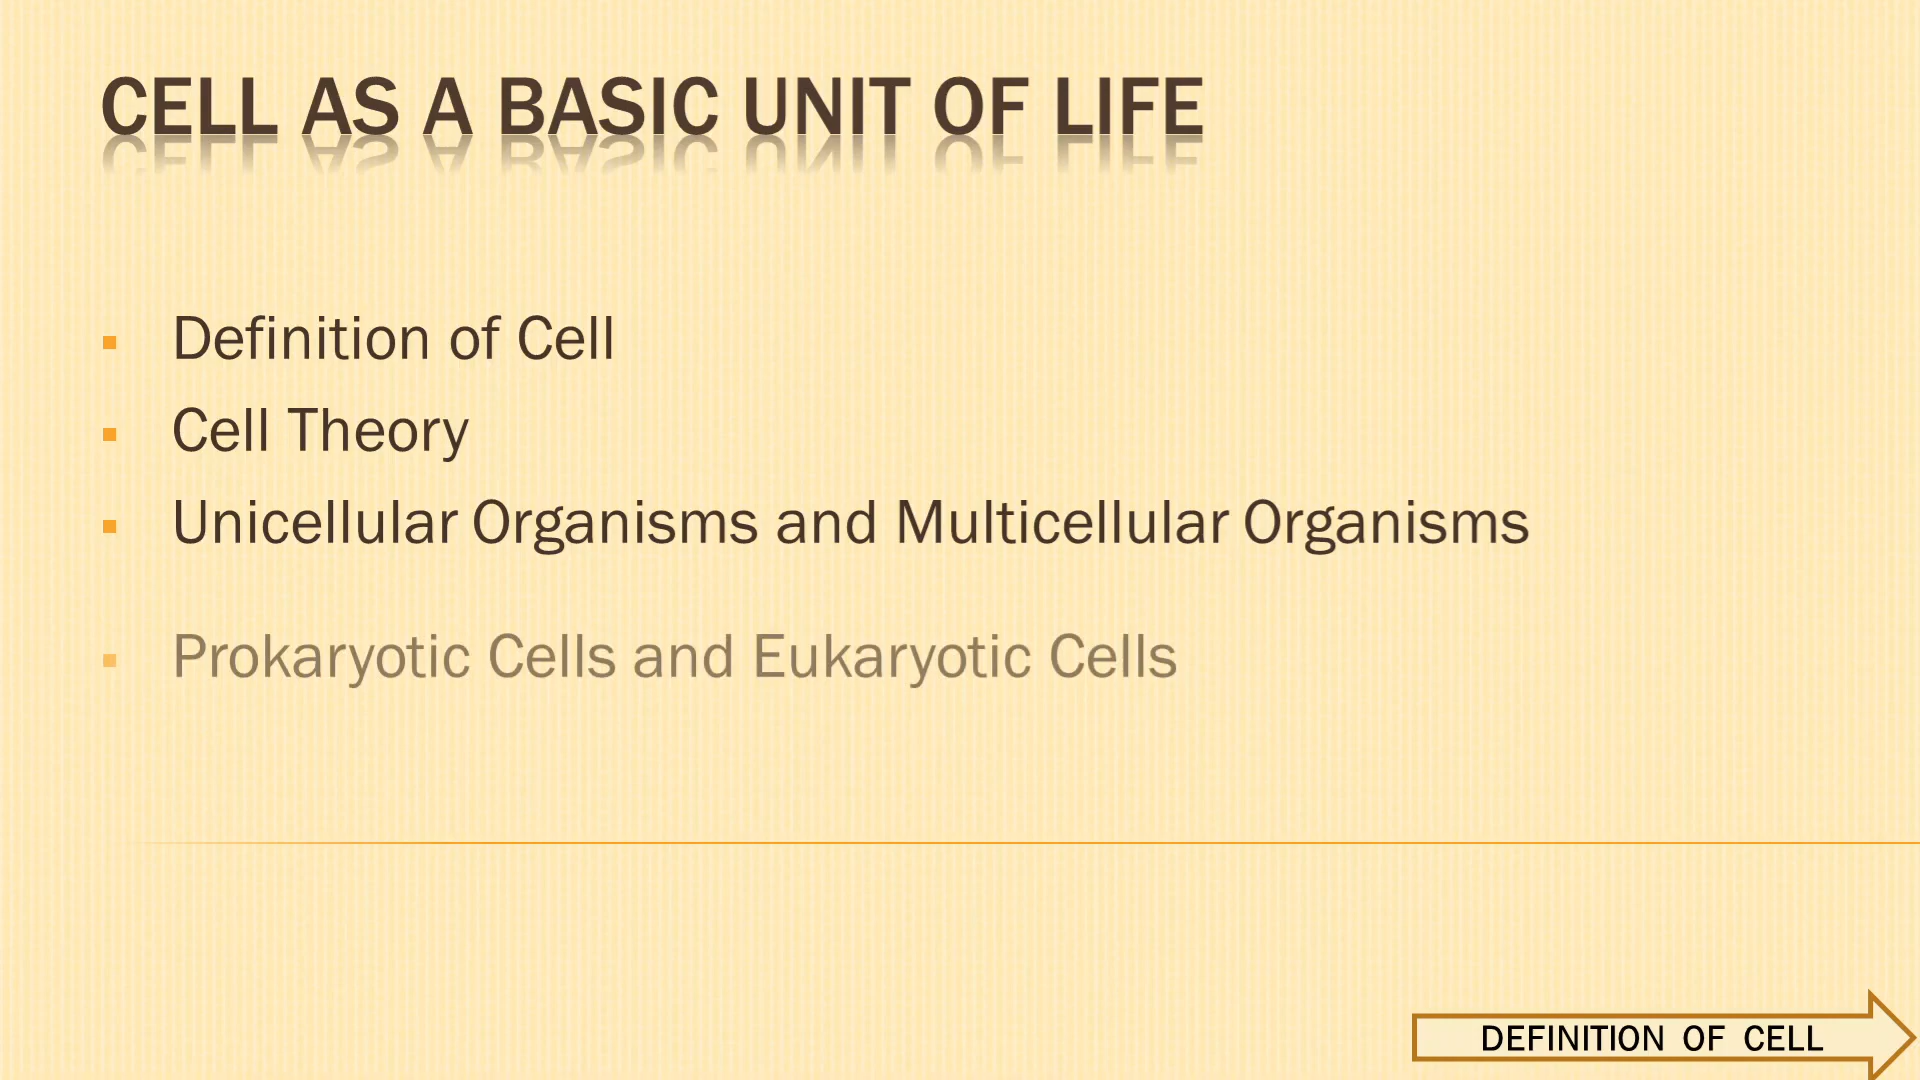 CELL AS A BASIC UNIT OF LIFE
Definition of Cell
Cell Theory
Unicellular Organisms and Multicellular Organisms
Prokaryotic Cells and Eukaryotic Cells
DEFINITION OF CELL